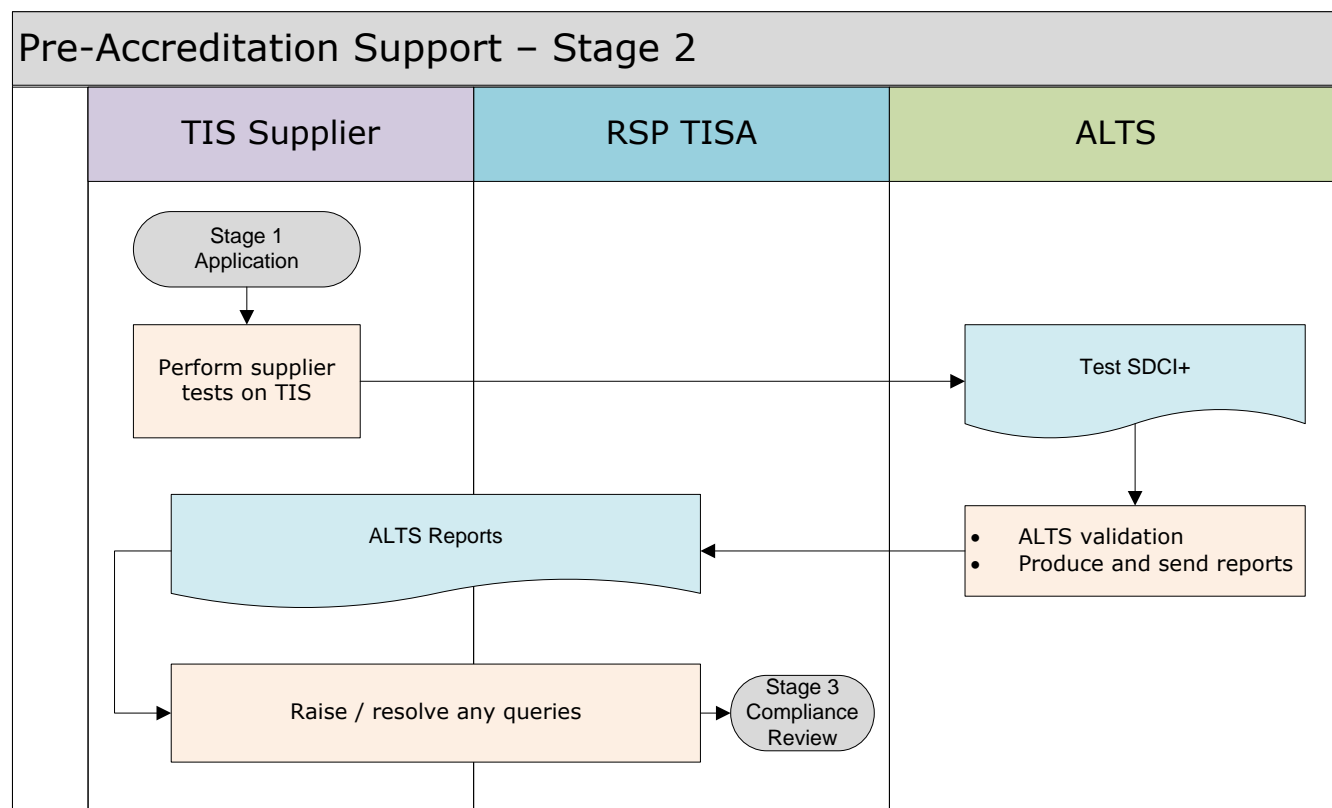 Pre-Accreditation Support – Stage 2
TIS Supplier
RSP TISA
ALTS
Stage 1
Application
Perform supplier
tests on TIS
Test SDCI+
ALTS Reports
• ALTS validation
• Produce and send reports
Raise / resolve any queries
Stage 3
Compliance
Review